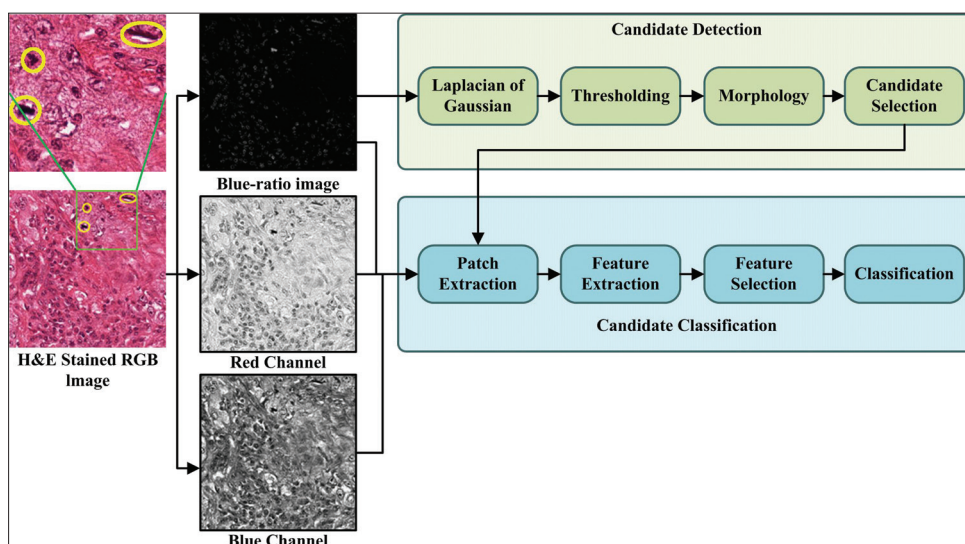 Candidate Detection
Laplacian of
Gaussian
Thresholding
Morphology
Candidate
Selection
Blue-ratio image
Patch
Extraction
Feature
Extraction
Feature
Selection
Classification
Candidate Classification
H&E Stained RGB
Image
Red Channel
Blue Channel